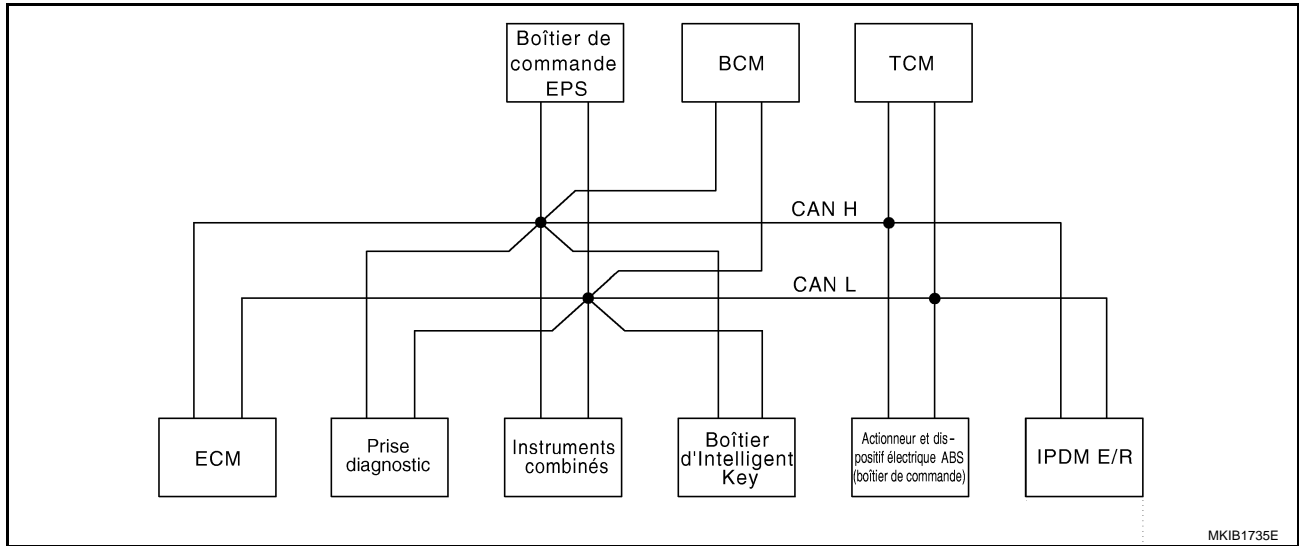 Boîtier de
commande
EPS
BCM
TCM
CAN H
CAN L
ECM
Prise
diagnostic
Instruments
combinés
Boîtier
d'Intelligent
Key
Actionneur et dis-
positif électrique ABS
(boîtier de commande)
IPDM E/R
MKIB1735E